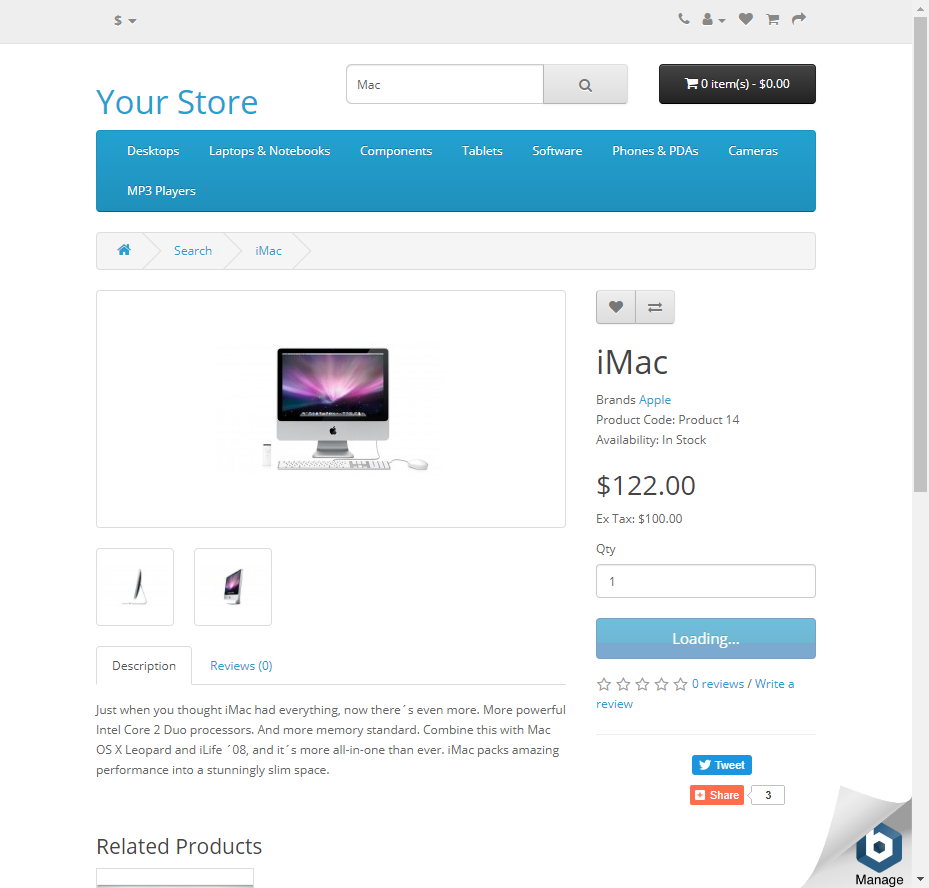 $
Your Store
Mac
0 item(s) - $0.00
Desktops
Laptops & Notebooks
Components
Tablets
Software
Phones & PDAs
Cameras
MP3 Players
Search
iMac
iMac
Brands Apple
Product Code: Product 14
Availability: In Stock
$122.00
Ex Tax: $100.00
Qty
1
Loading...
0 reviews / Write a
review
Tweet
Share
3
Description
Reviews (0)
Just when you thought iMac had everything, now there´s even more. More powerful
Intel Core 2 Duo processors. And more memory standard. Combine this with Mac
OS X Leopard and iLife ´08, and it´s more all-in-one than ever. iMac packs amazing
performance into a stunningly slim space.
Related Products
b
Manage